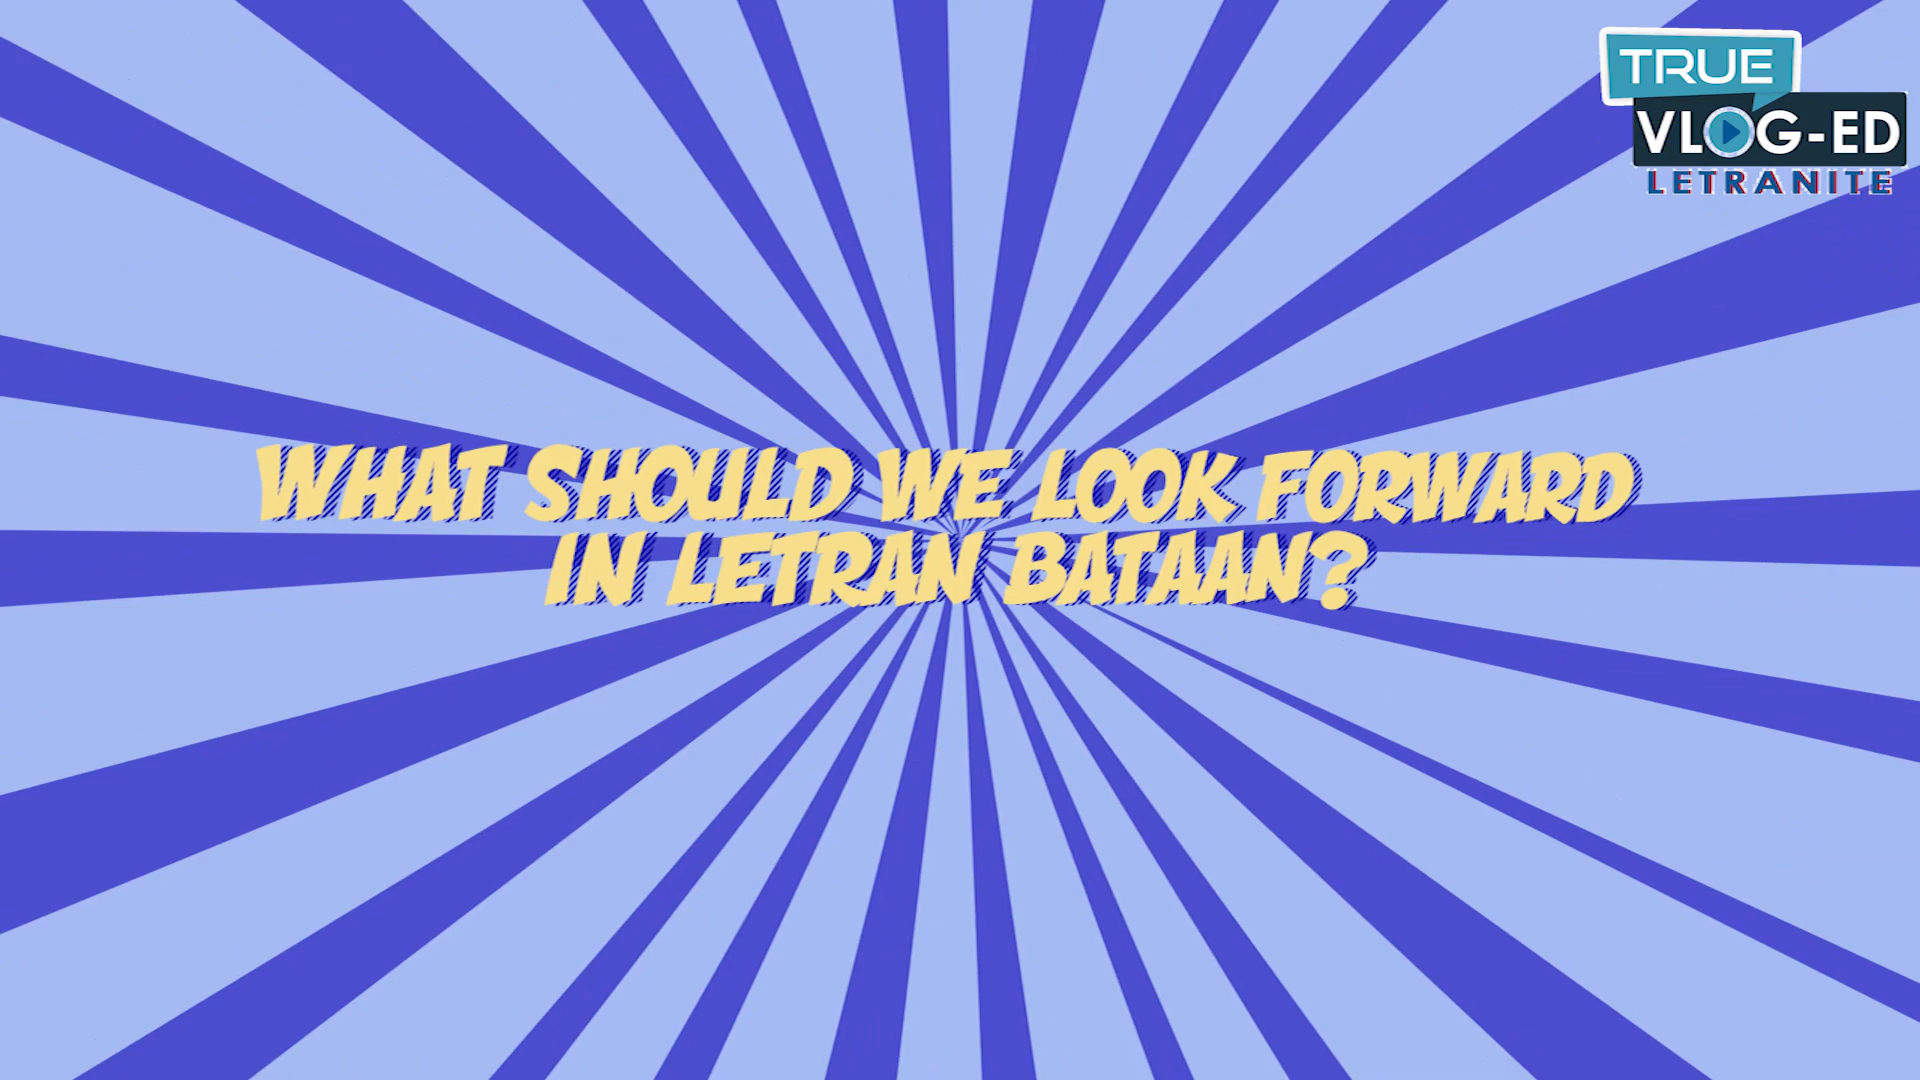 TRUE
VLOG-ED
LETRANITE
WHAT SHOULD WE LOOK FORWARD
IN LETRAN BATAAN?